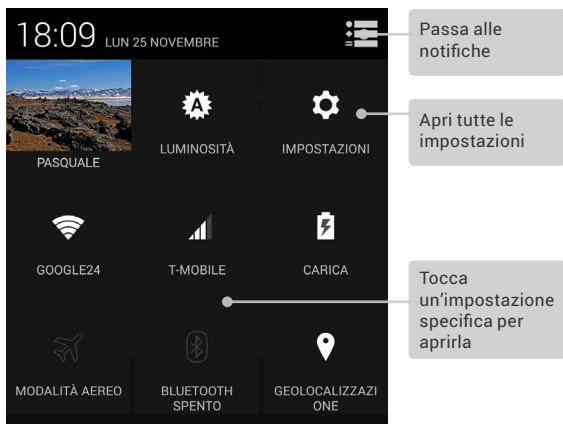 18:09 LUN 25 NOVEMBRE
Passa alle
notifiche
Apri tutte le
impostazioni
PASQUALE
LUMINOSITÀ
IMPOSTAZIONI
GOOGLE24
T-MOBILE
CARICA
Tocca
un'impostazione
specifica per
aprirla
MODALITÀ AEREO
BLUETOOTH
SPENTO
GEOLOCALIZZAZI
ONE